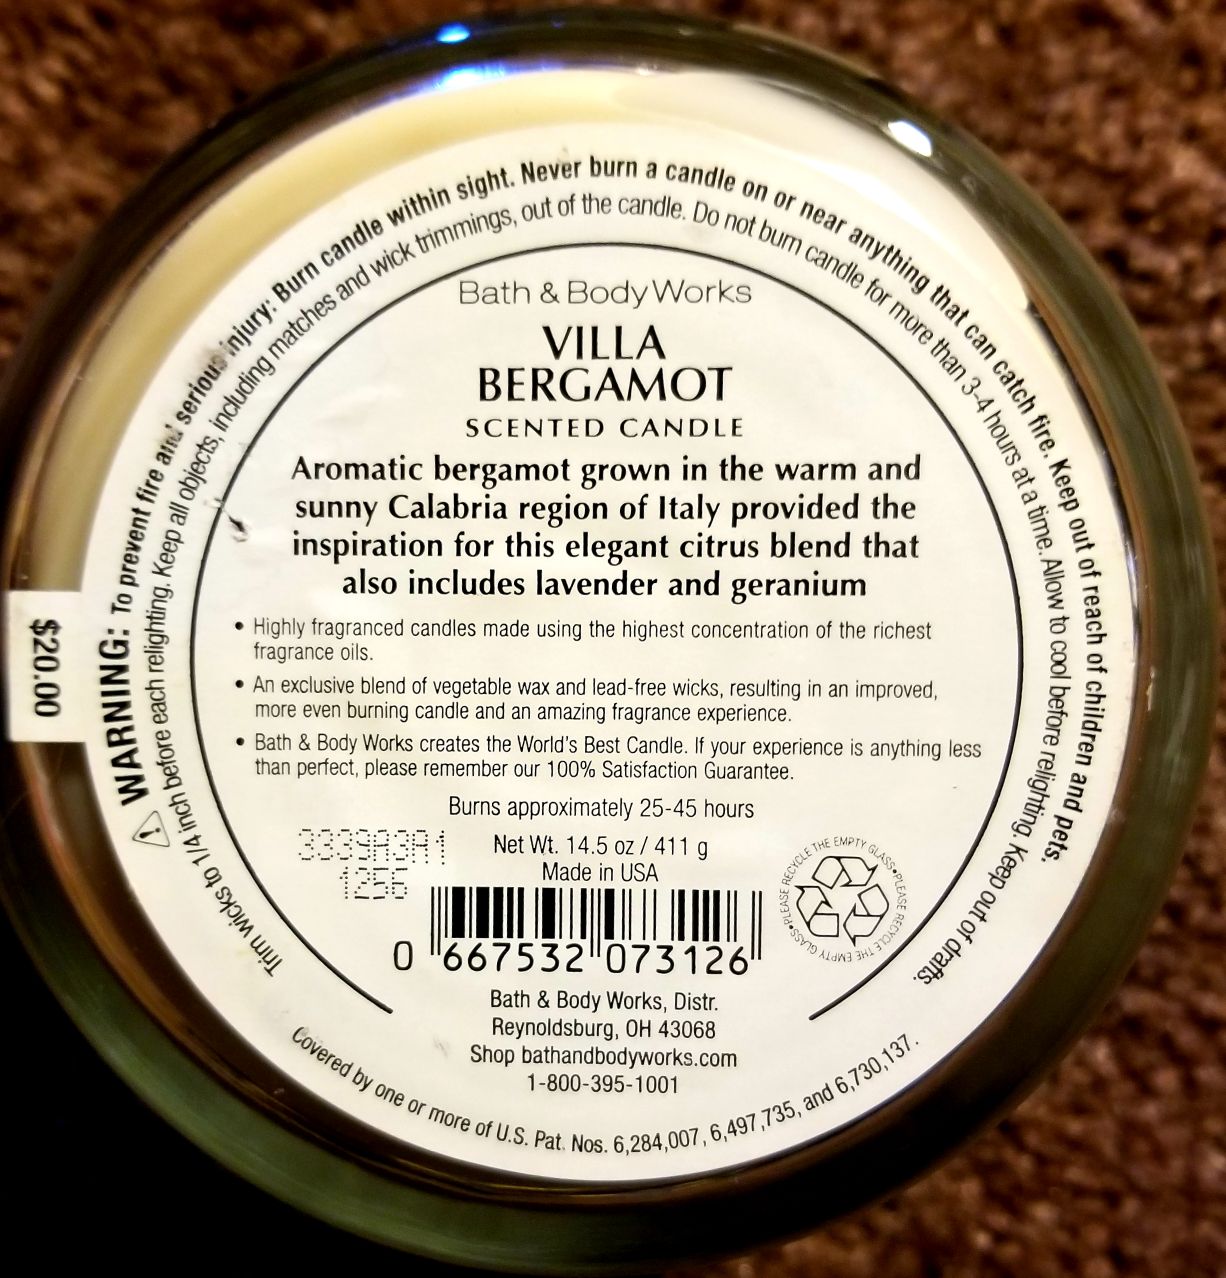 ⚠ WARNING: To prevent fire and serious injury: Burn candle within sight. Never burn a candle on or near anything that can catch fire. Keep out of reach of children and pets.
Trim wicks to 1/4 inch before each relighting. Keep all objects, including matches and wick trimmings, out of the candle. Do not burn candle for more than 3-4 hours at a time. Allow to cool before relighting. Keep out of drafts.
$20.00
Bath & Body Works
VILLA
BERGAMOT
SCENTED CANDLE
Aromatic bergamot grown in the warm and
sunny Calabria region of Italy provided the
inspiration for this elegant citrus blend that
also includes lavender and geranium
• Highly fragranced candles made using the highest concentration of the richest
fragrance oils.
• An exclusive blend of vegetable wax and lead-free wicks, resulting in an improved,
more even burning candle and an amazing fragrance experience.
• Bath & Body Works creates the World's Best Candle. If your experience is anything less
than perfect, please remember our 100% Satisfaction Guarantee.
Burns approximately 25-45 hours
3339A3A1
1256
Net Wt. 14.5 oz / 411 g
Made in USA
PLEASE RECYCLE THE EMPTY GLASS•PLEASE RECYCLE THE EMPTY GLASS•
0 667532 073126
Bath & Body Works, Distr.
Reynoldsburg, OH 43068
Shop bathandbodyworks.com
1-800-395-1001
Covered by one or more of U.S. Pat. Nos. 6,284,007, 6,497,735, and 6,730,137.